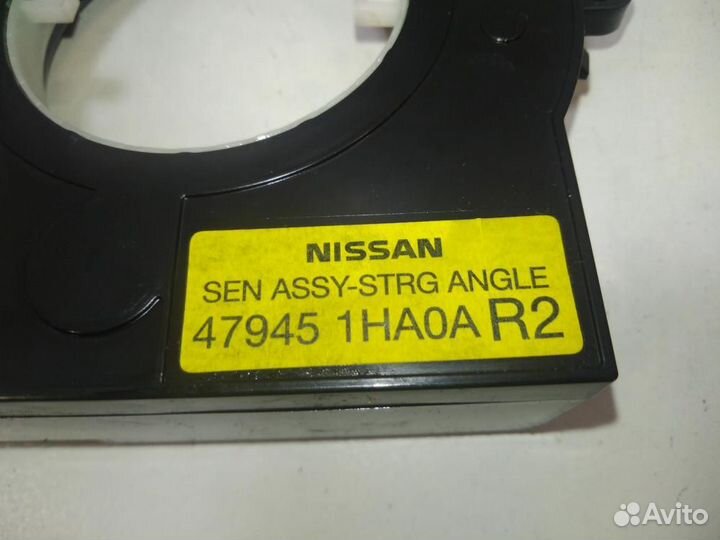 NISSAN
SEN ASSY-STRG ANGLE
47945 1HA0A R2
Avito